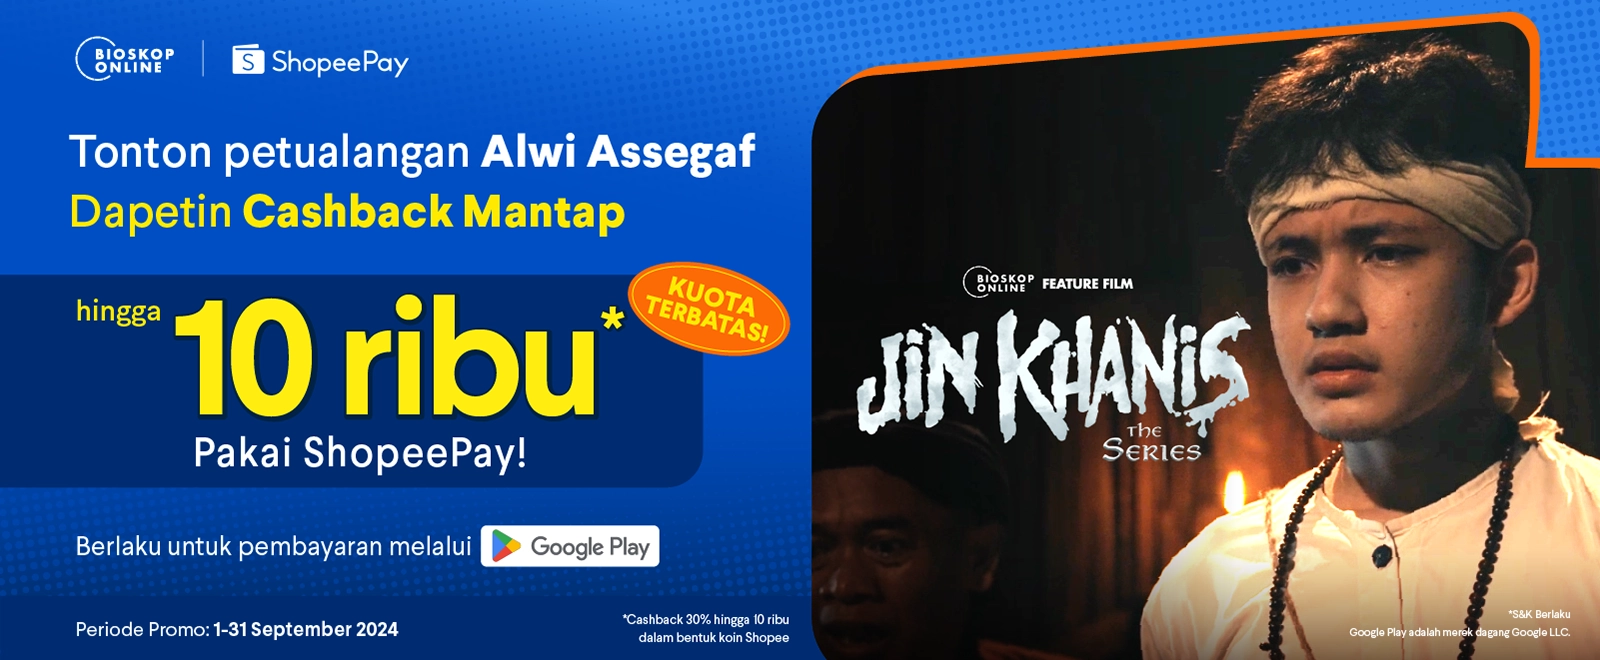 BIOSKOP
ONLINE
ShopeePay
Tonton petualangan Alwi Assegaf
Dapetin Cashback Mantap
hingga
10 ribu*
KUOTA
TERBATAS!
Pakai ShopeePay!
Berlaku untuk pembayaran melalui Google Play
Periode Promo: 1-31 September 2024
*Cashback 30% hingga 10 ribu
dalam bentuk koin Shopee
BIOSKOP
ONLINE
FEATURE FILM
JIN KHANIS
THE
SERIES
*S&K Berlaku
Google Play adalah merek dagang Google LLC.